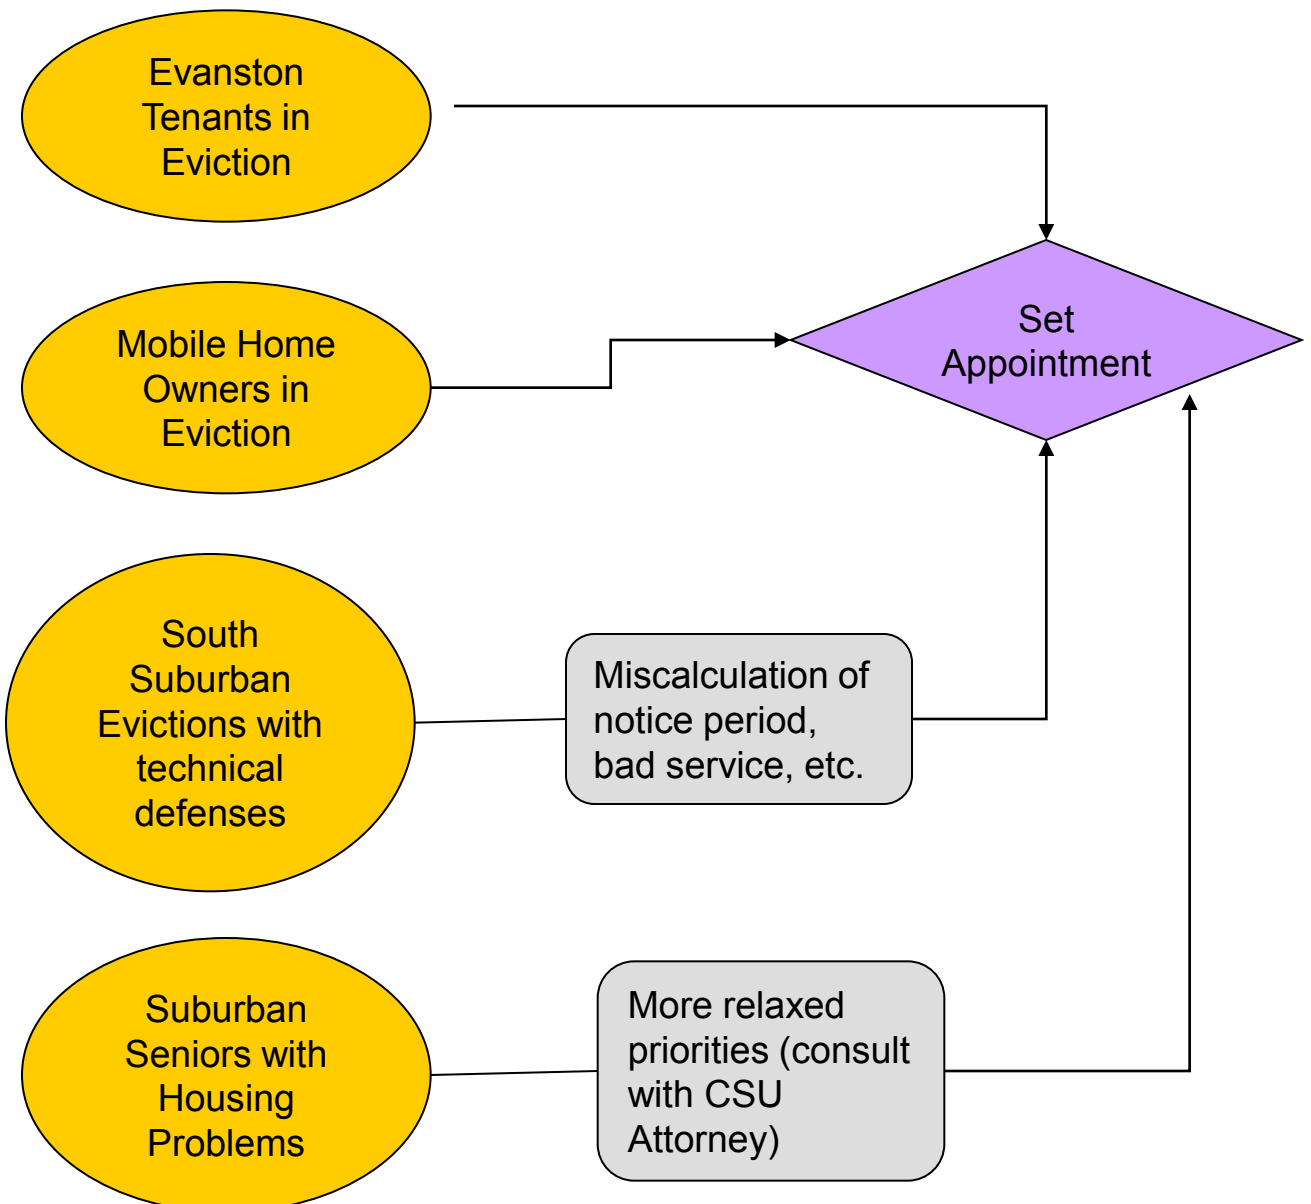 Evanston
Tenants in
Eviction
Set
Appointment
Mobile Home
Owners in
Eviction
South
Suburban
Evictions with
technical
defenses
Miscalculation of
notice period,
bad service, etc.
Suburban
Seniors with
Housing
Problems
More relaxed
priorities (consult
with CSU
Attorney)